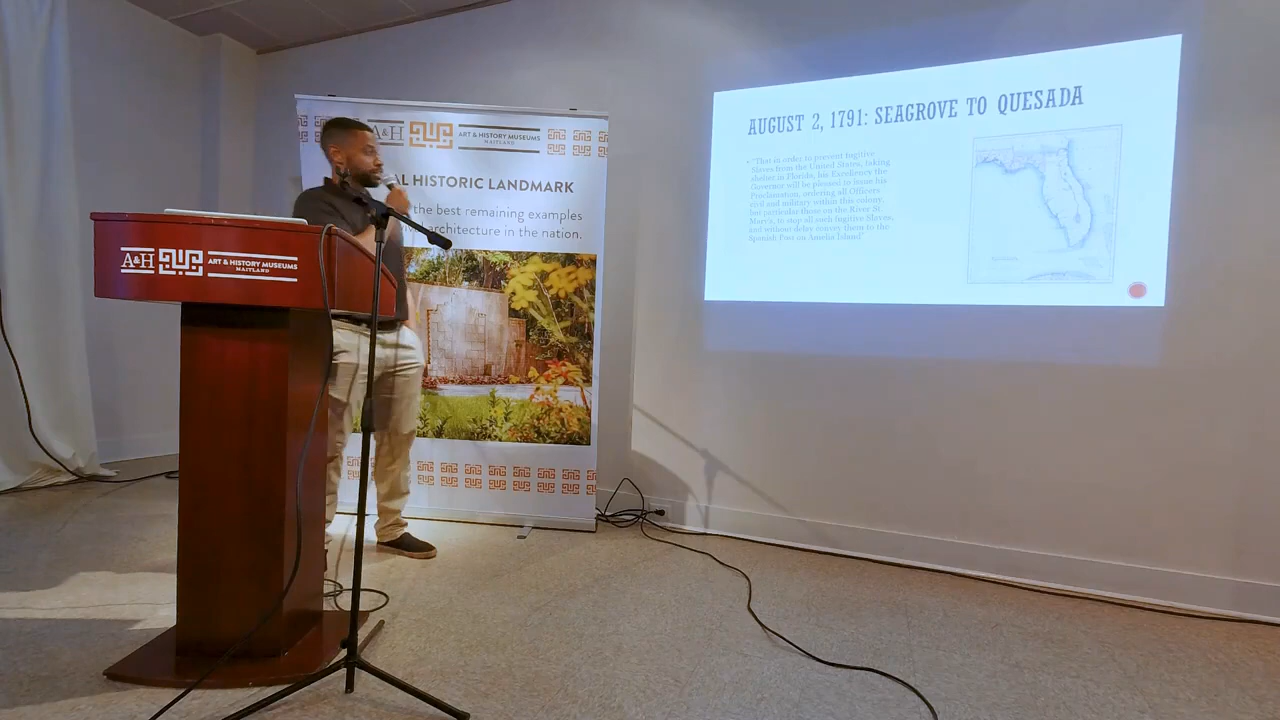 A&H
ART & HISTORY MUSEUMS
MAITLAND
AL HISTORIC LANDMARK
the best remaining examples
architecture in the nation.
A&H
ART & HISTORY MUSEUMS
MAITLAND
AUGUST 2, 1791: SEAGROVE TO QUESADA
"That in order to prevent fugitive
Slaves from the United States, taking
shelter in Florida, his Excellency the
Governor will be pleased to issue his
Proclamation, ordering all Officers
civil and military within this colony,
but particular those on the River St.
Mary's, to stop all such fugitive Slaves,
and without delay convey them to the
Spanish Post on Amelia Island"